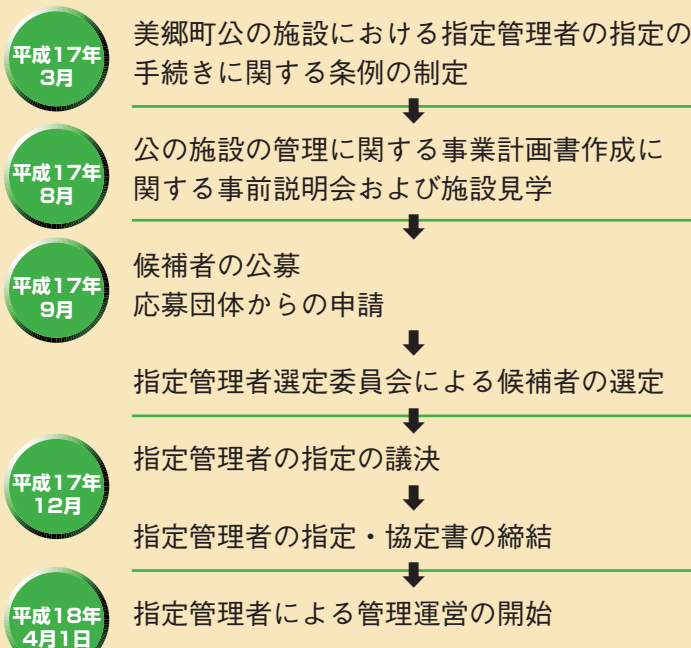 平成17年
3月
美郷町公の施設における指定管理者の指定の
手続きに関する条例の制定
平成17年
8月
公の施設の管理に関する事業計画書作成に
関する事前説明会および施設見学
平成17年
9月
候補者の公募
応募団体からの申請
指定管理者選定委員会による候補者の選定
平成17年
12月
指定管理者の指定の議決
指定管理者の指定・協定書の締結
平成18年
4月1日
指定管理者による管理運営の開始